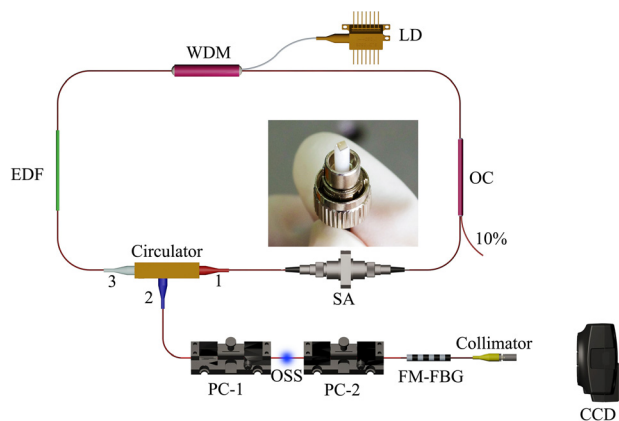 LD
WDM
EDF
OC
10%
Circulator
3
1
2
SA
PC-1
OSS
PC-2
FM-FBG
Collimator
CCD